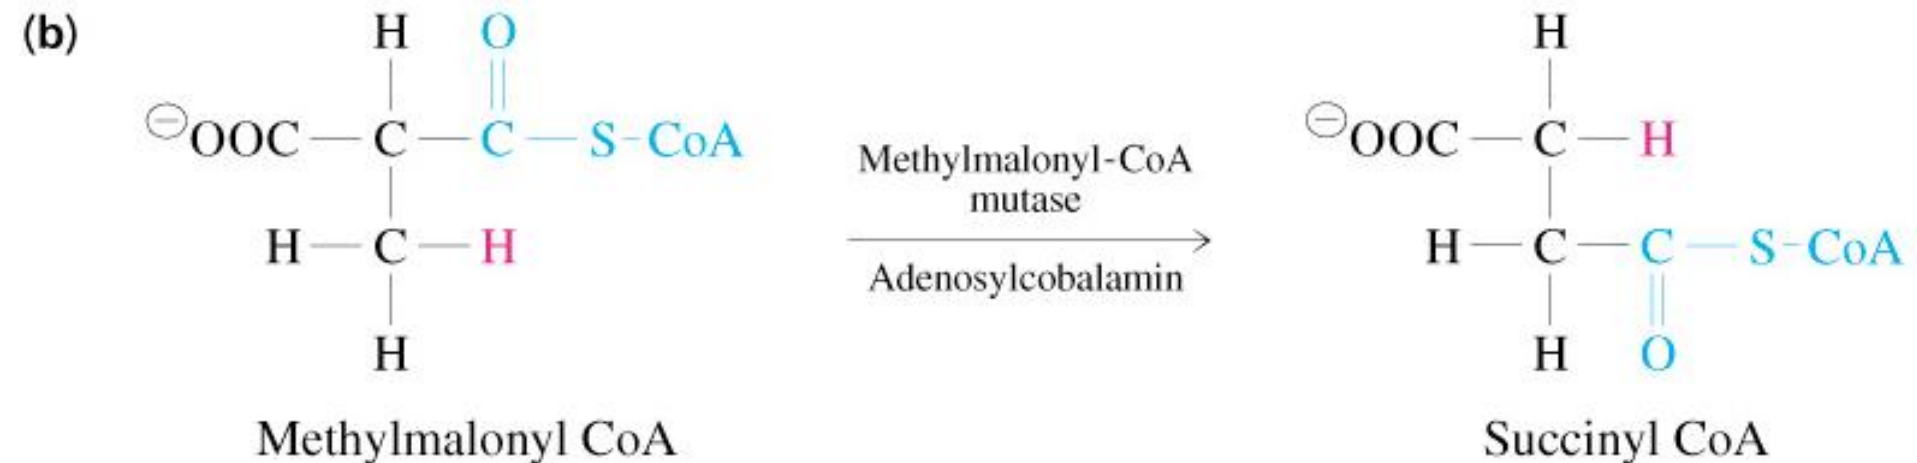 (b)
H O
⊖OOC — C — C — S - CoA
H — C — H
H
Methylmalonyl CoA
Methylmalonyl-CoA
mutase
Adenosylcobalamin
H
⊖OOC — C — H
H — C — C — S - CoA
H O
Succinyl CoA